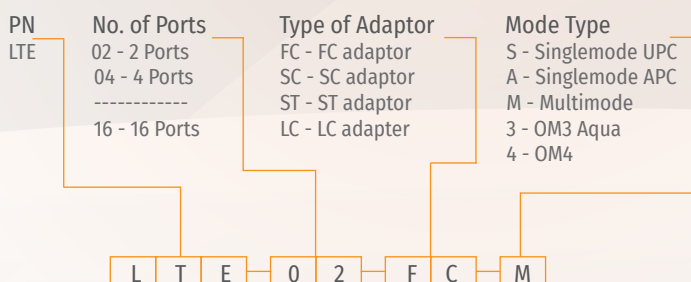 PN
LTE
No. of Ports
02 - 2 Ports
04 - 4 Ports
------------
16 - 16 Ports
Type of Adaptor
FC - FC adaptor
SC - SC adaptor
ST - ST adaptor
LC - LC adapter
Mode Type
S - Singlemode UPC
A - Singlemode APC
M - Multimode
3 - OM3 Aqua
4 - OM4
L T E - 0 2 - F C - M